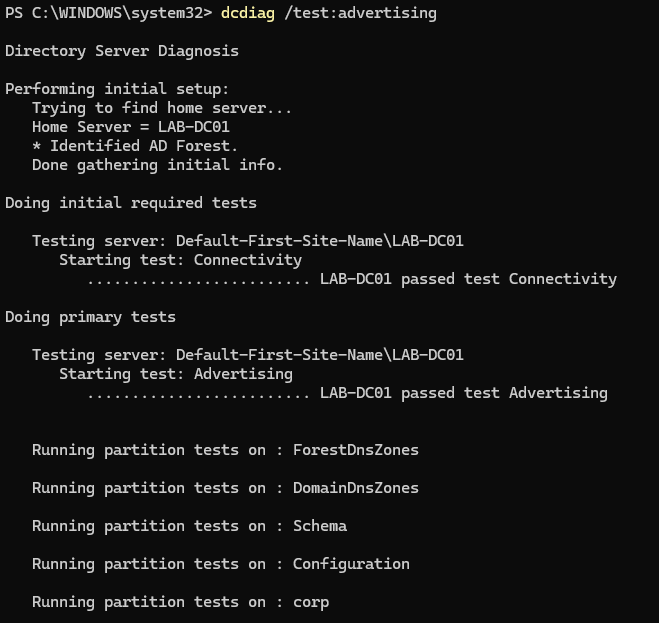 PS C:\WINDOWS\system32> dcdiag /test:advertising
Directory Server Diagnosis
Performing initial setup:
Trying to find home server...
Home Server = LAB-DC01
* Identified AD Forest.
Done gathering initial info.
Doing initial required tests
Testing server: Default-First-Site-Name\LAB-DC01
Starting test: Connectivity
......................... LAB-DC01 passed test Connectivity
Doing primary tests
Testing server: Default-First-Site-Name\LAB-DC01
Starting test: Advertising
......................... LAB-DC01 passed test Advertising
Running partition tests on : ForestDnsZones
Running partition tests on : DomainDnsZones
Running partition tests on : Schema
Running partition tests on : Configuration
Running partition tests on : corp